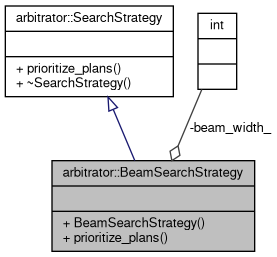 arbitrator::SearchStrategy
int
+ prioritize_plans()
+ ~SearchStrategy()
-beam_width_
arbitrator::BeamSearchStrategy
+ BeamSearchStrategy()
+ prioritize_plans()